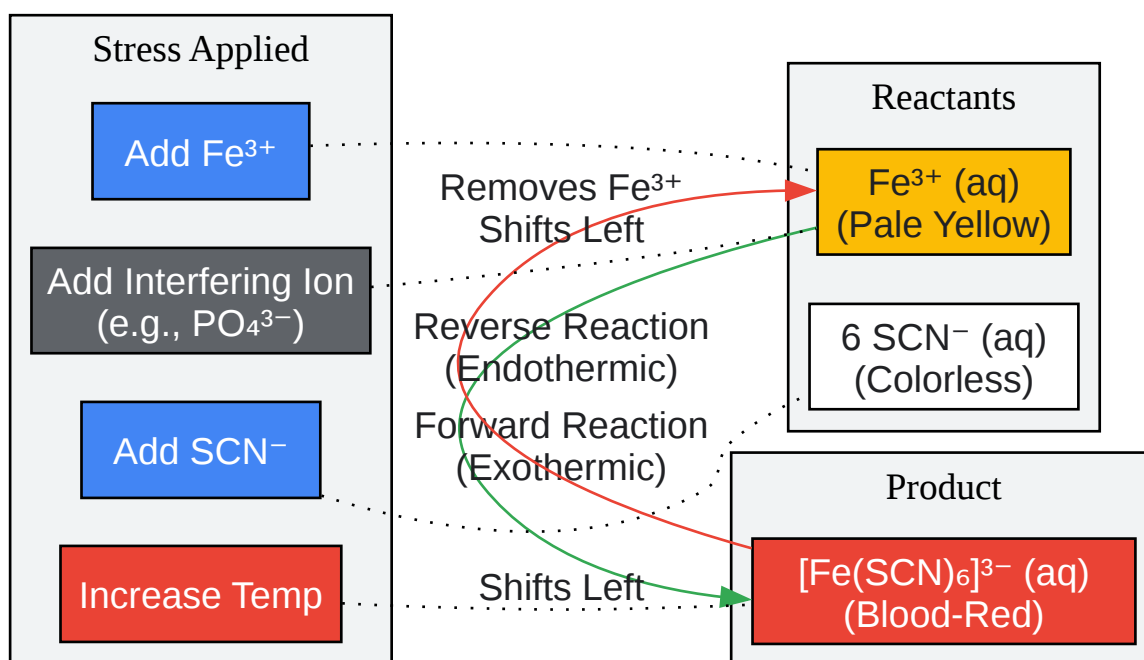 Stress Applied
Add Fe³⁺
Add Interfering Ion
(e.g., PO₄³⁻)
Add SCN⁻
Increase Temp
Removes Fe³⁺
Shifts Left
Reverse Reaction
(Endothermic)
Forward Reaction
(Exothermic)
Shifts Left
Reactants
Fe³⁺ (aq)
(Pale Yellow)
6 SCN⁻ (aq)
(Colorless)
Product
[Fe(SCN)₆]³⁻ (aq)
(Blood-Red)